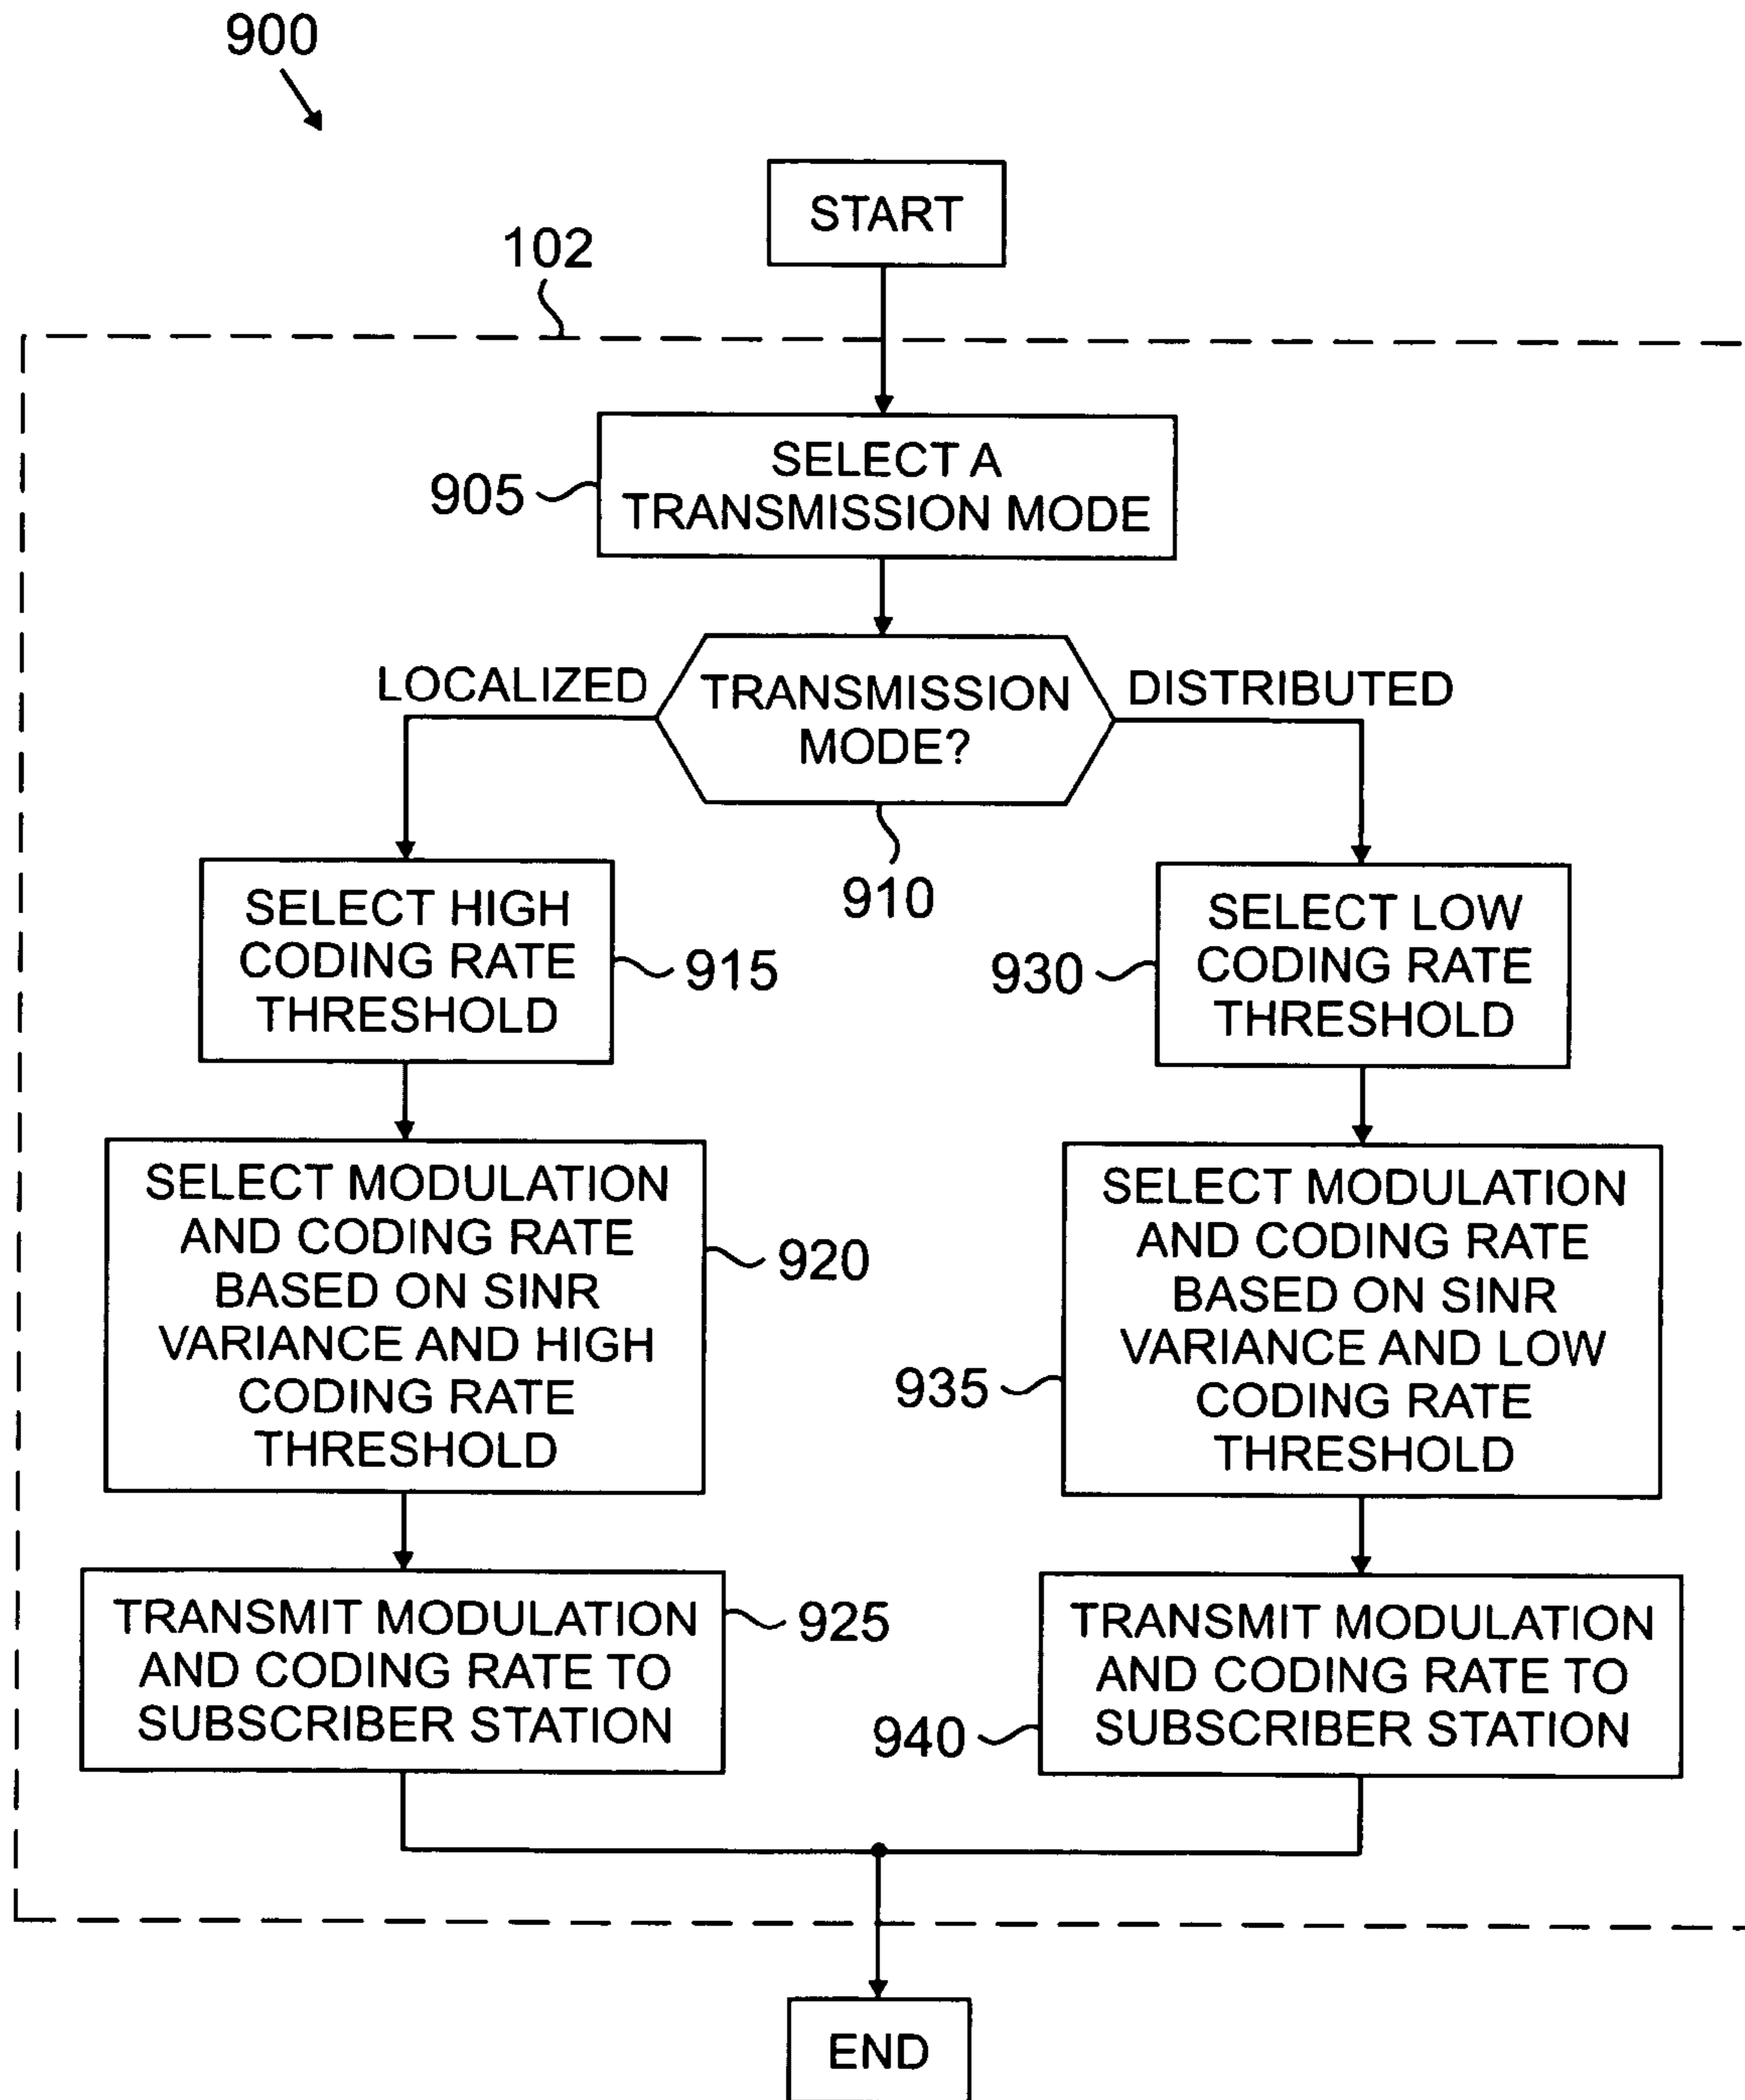 900
START
102
SELECT A
TRANSMISSION MODE
905
LOCALIZED
TRANSMISSION
MODE?
DISTRIBUTED
910
SELECT HIGH
CODING RATE
THRESHOLD
915
930
SELECT LOW
CODING RATE
THRESHOLD
SELECT MODULATION
AND CODING RATE
BASED ON SINR
VARIANCE AND HIGH
CODING RATE
THRESHOLD
920
935
SELECT MODULATION
AND CODING RATE
BASED ON SINR
VARIANCE AND LOW
CODING RATE
THRESHOLD
TRANSMIT MODULATION
AND CODING RATE TO
SUBSCRIBER STATION
925
940
TRANSMIT MODULATION
AND CODING RATE TO
SUBSCRIBER STATION
END